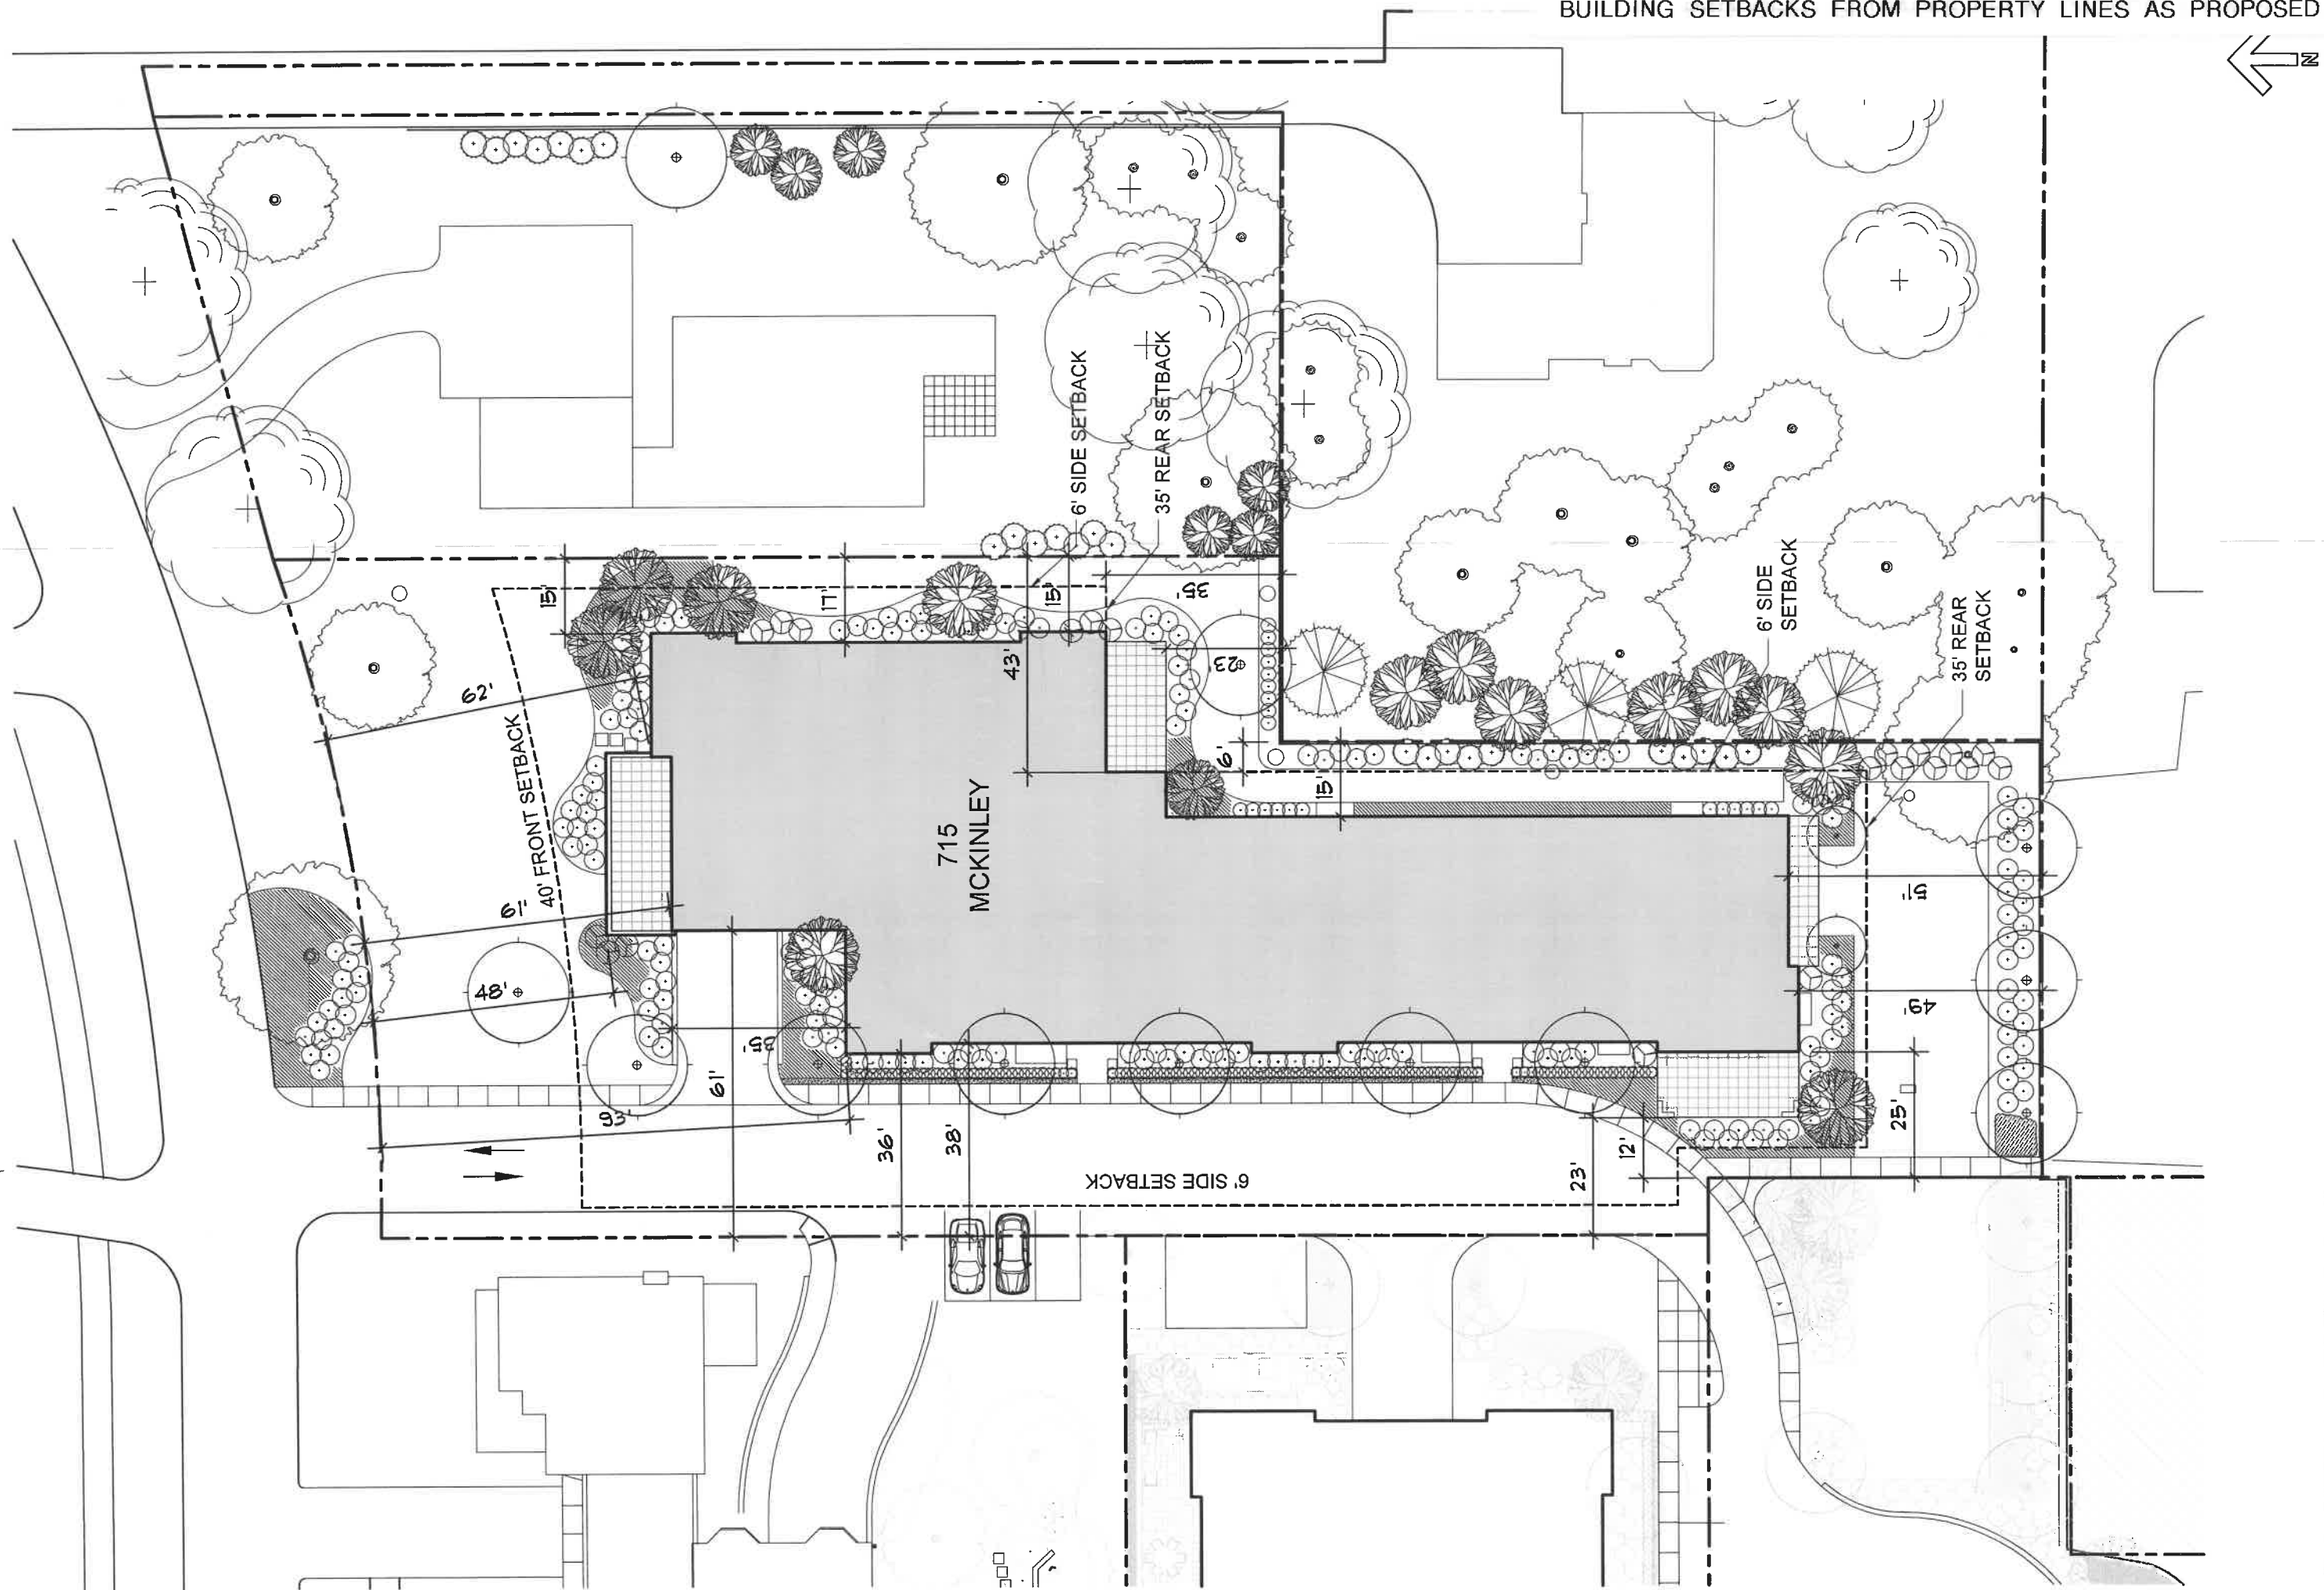 BUILDING SETBACKS FROM PROPERTY LINES AS PROPOSED
N
6' SIDE SETBACK
35' REAR SETBACK
15'
17'
15'
35'
62'
43'
23'
6' SIDE
SETBACK
35' REAR
SETBACK
40' FRONT SETBACK
6'
15'
715
MCKINLEY
61'
51'
48'
49'
35'
61'
93'
36'
38'
25'
12'
23'
6' SIDE SETBACK